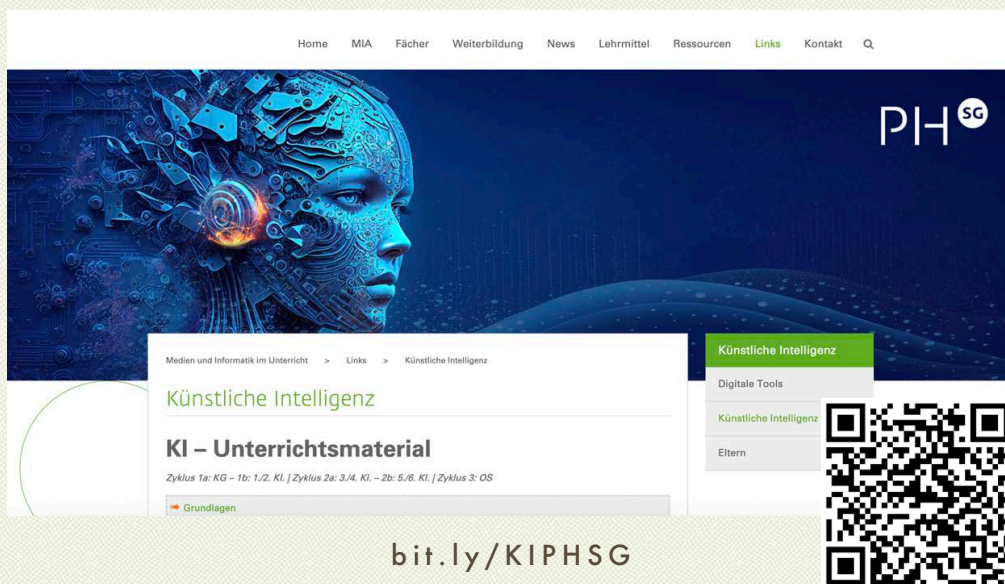 Home MIA Fächer Weiterbildung News Lehrmittel Ressourcen Links Kontakt
PH SG
Medien und Informatik im Unterricht > Links > Künstliche Intelligenz
Künstliche Intelligenz
KI – Unterrichtsmaterial
Zyklus 1a: KG – 1b: 1./2. Kl. | Zyklus 2a: 3./4. Kl. – 2b: 5./6. Kl. | Zyklus 3: OS
Grundlagen
Künstliche Intelligenz
Digitale Tools
Künstliche Intelligenz
Eltern
bit.ly/KIPHSG